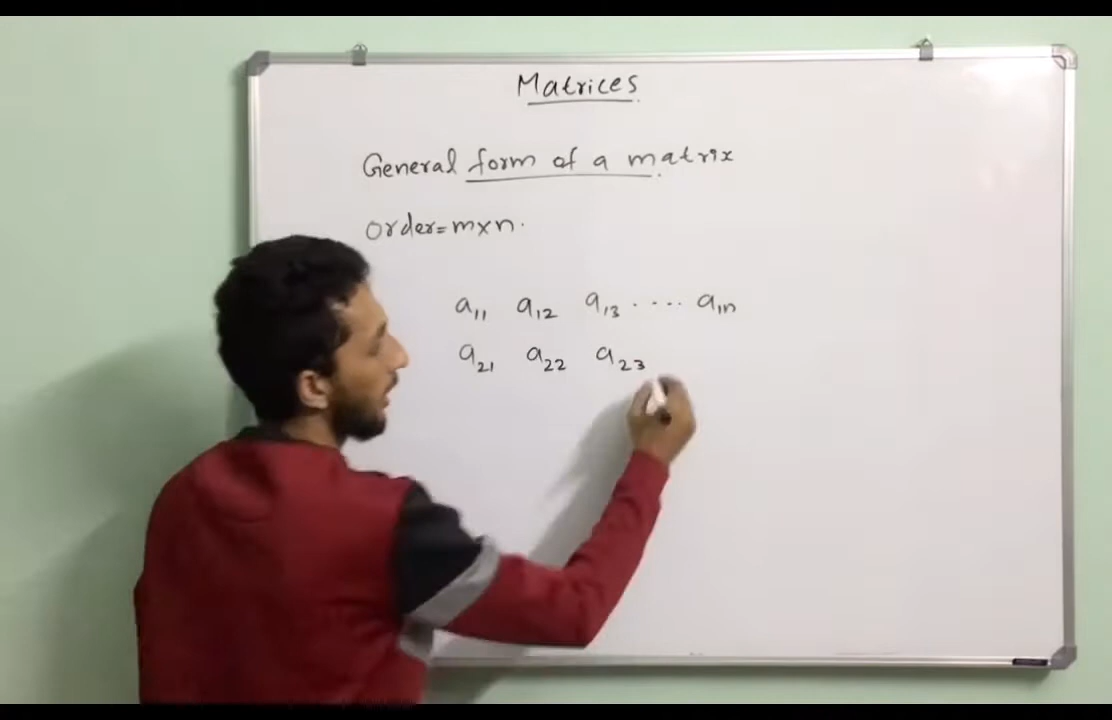 Matrices
General form of a matrix
order=m×n.
a₁₁ a₁₂ a₁₃ ..... a₁ₙ
a₂₁ a₂₂ a₂₃